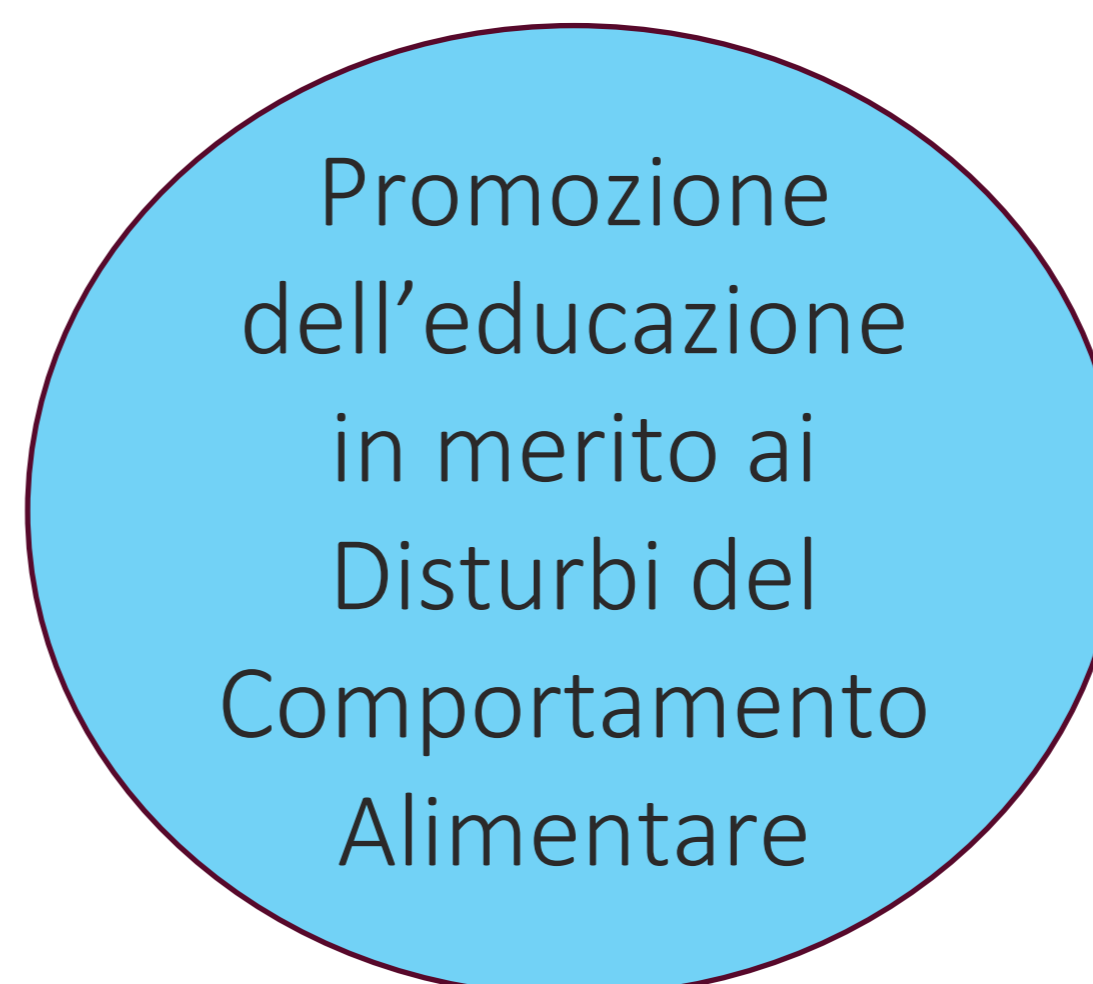 Promozione
dell’educazione
in merito ai
Disturbi del
Comportamento
Alimentare